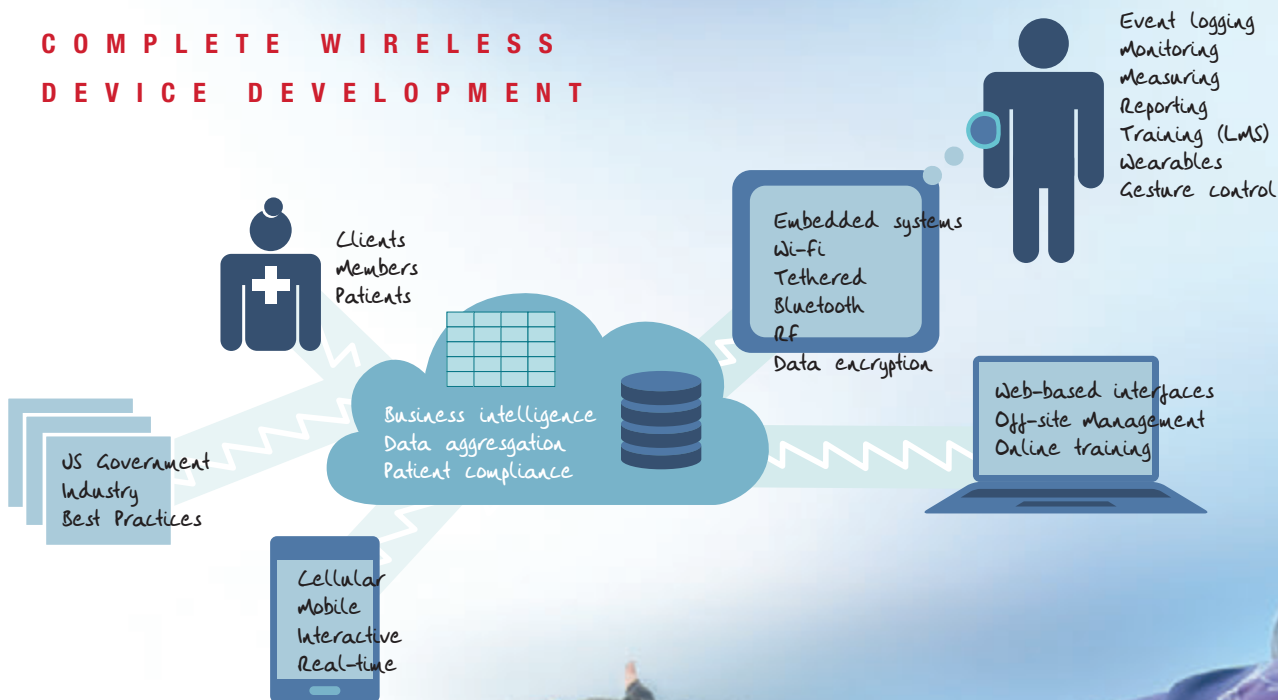 COMPLETE WIRELESS
DEVICE DEVELOPMENT
Event logging
Monitoring
Measuring
Reporting
Training (LMS)
Wearables
Gesture control
Clients
Members
Patients
Embedded systems
Wi-Fi
Tethered
Bluetooth
RF
Data encryption
Business intelligence
Data aggresgation
Patient compliance
Web-based interfaces
Off-site Management
Online training
US Government
Industry
Best Practices
Cellular
Mobile
Interactive
Real-time